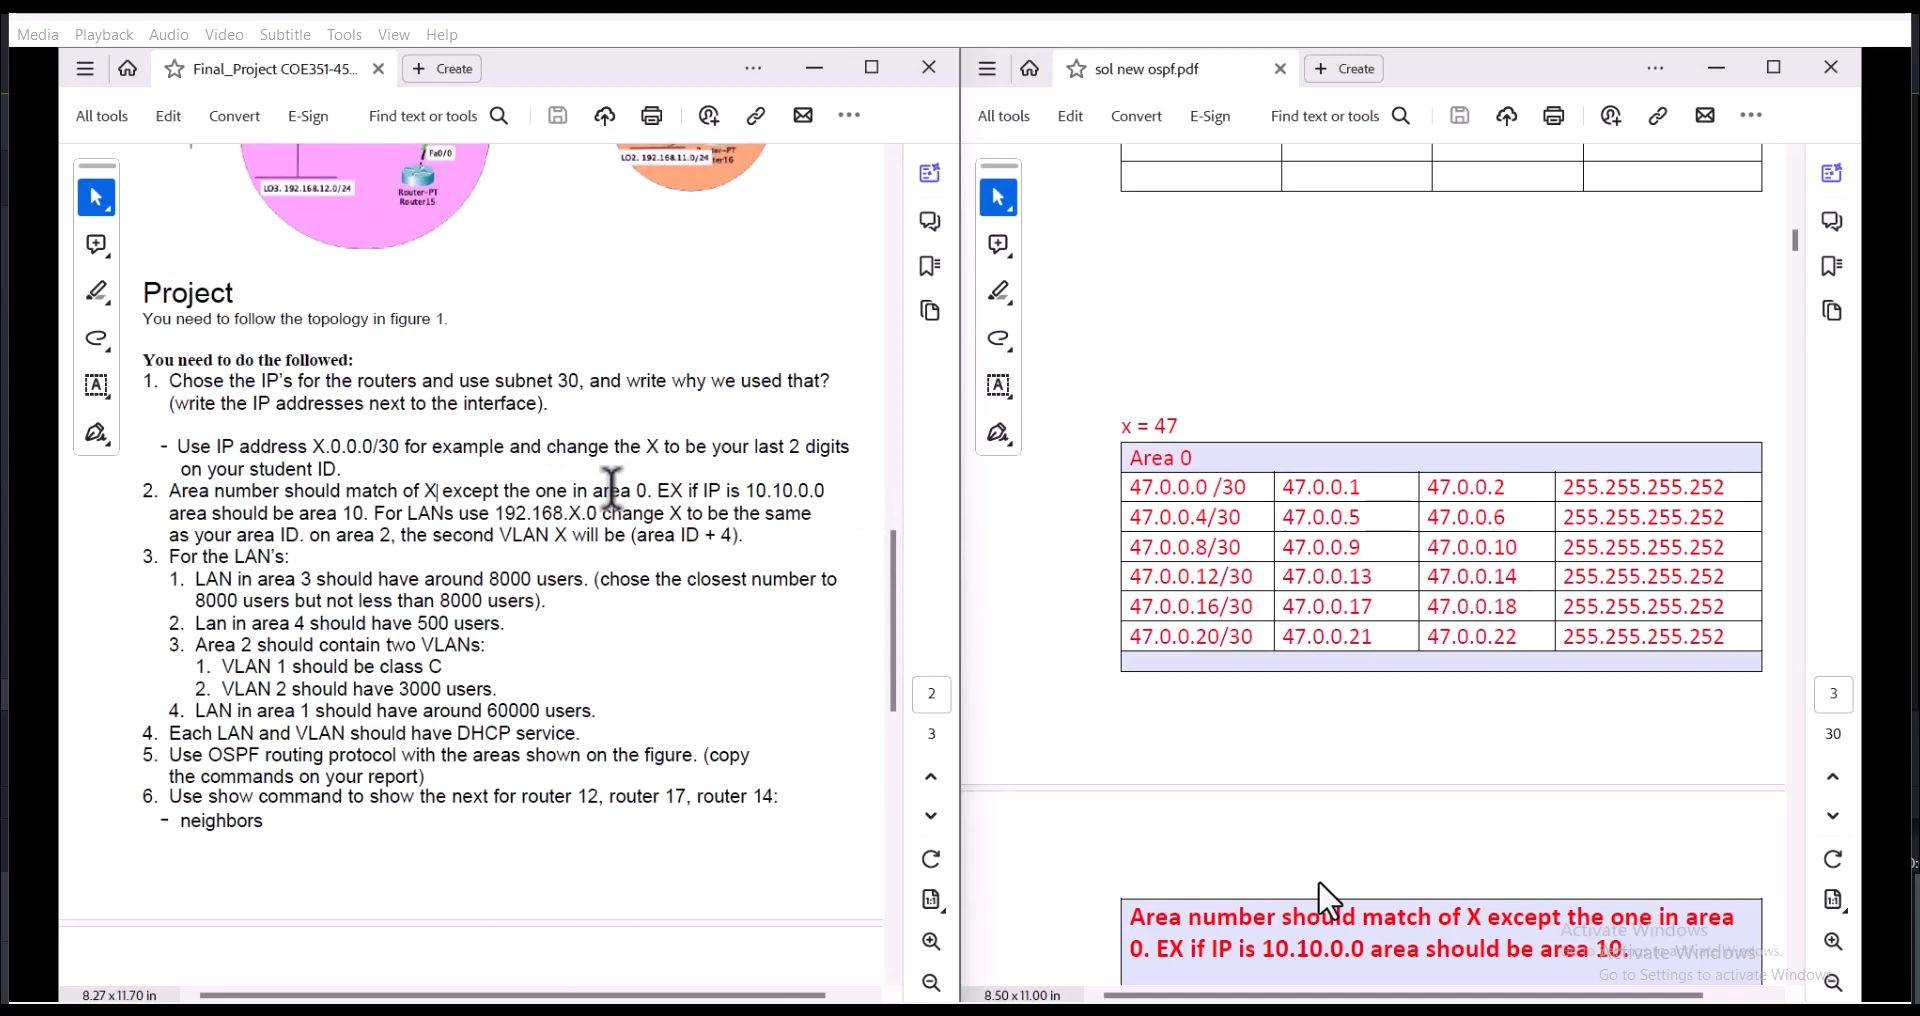 Media Playback Audio Video Subtitle Tools View Help
Final_Project COE351-45... Create
All tools Edit Convert E-Sign Find text or tools
Fa0/0
LO3. 192.168.12.0/24
Router-PT
Router15
LO2. 192.168.11.0/24
Project
You need to follow the topology in figure 1.
You need to do the followed:
1. Chose the IP's for the routers and use subnet 30, and write why we used that?
(write the IP addresses next to the interface).
- Use IP address X.0.0.0/30 for example and change the X to be your last 2 digits
on your student ID.
2. Area number should match of X except the one in area 0. EX if IP is 10.10.0.0
area should be area 10. For LANs use 192.168.X.0 change X to be the same
as your area ID. on area 2, the second VLAN X will be (area ID + 4).
3. For the LAN's:
1. LAN in area 3 should have around 8000 users. (chose the closest number to
8000 users but not less than 8000 users).
2. Lan in area 4 should have 500 users.
3. Area 2 should contain two VLANs:
1. VLAN 1 should be class C
2. VLAN 2 should have 3000 users.
4. LAN in area 1 should have around 60000 users.
4. Each LAN and VLAN should have DHCP service.
5. Use OSPF routing protocol with the areas shown on the figure. (copy
the commands on your report)
6. Use show command to show the next for router 12, router 17, router 14:
- neighbors
2
3
8.27 x 11.70 in
sol new ospf.pdf Create
All tools Edit Convert E-Sign Find text or tools
x = 47
Area 0
47.0.0.0 /30 47.0.0.1 47.0.0.2 255.255.255.252
47.0.0.4/30 47.0.0.5 47.0.0.6 255.255.255.252
47.0.0.8/30 47.0.0.9 47.0.0.10 255.255.255.252
47.0.0.12/30 47.0.0.13 47.0.0.14 255.255.255.252
47.0.0.16/30 47.0.0.17 47.0.0.18 255.255.255.252
47.0.0.20/30 47.0.0.21 47.0.0.22 255.255.255.252
3
30
Area number should match of X except the one in area
0. EX if IP is 10.10.0.0 area should be area 10.
Activate Windows
Activate Windows
Go to Settings to activate Windows.
8.50 x 11.00 in